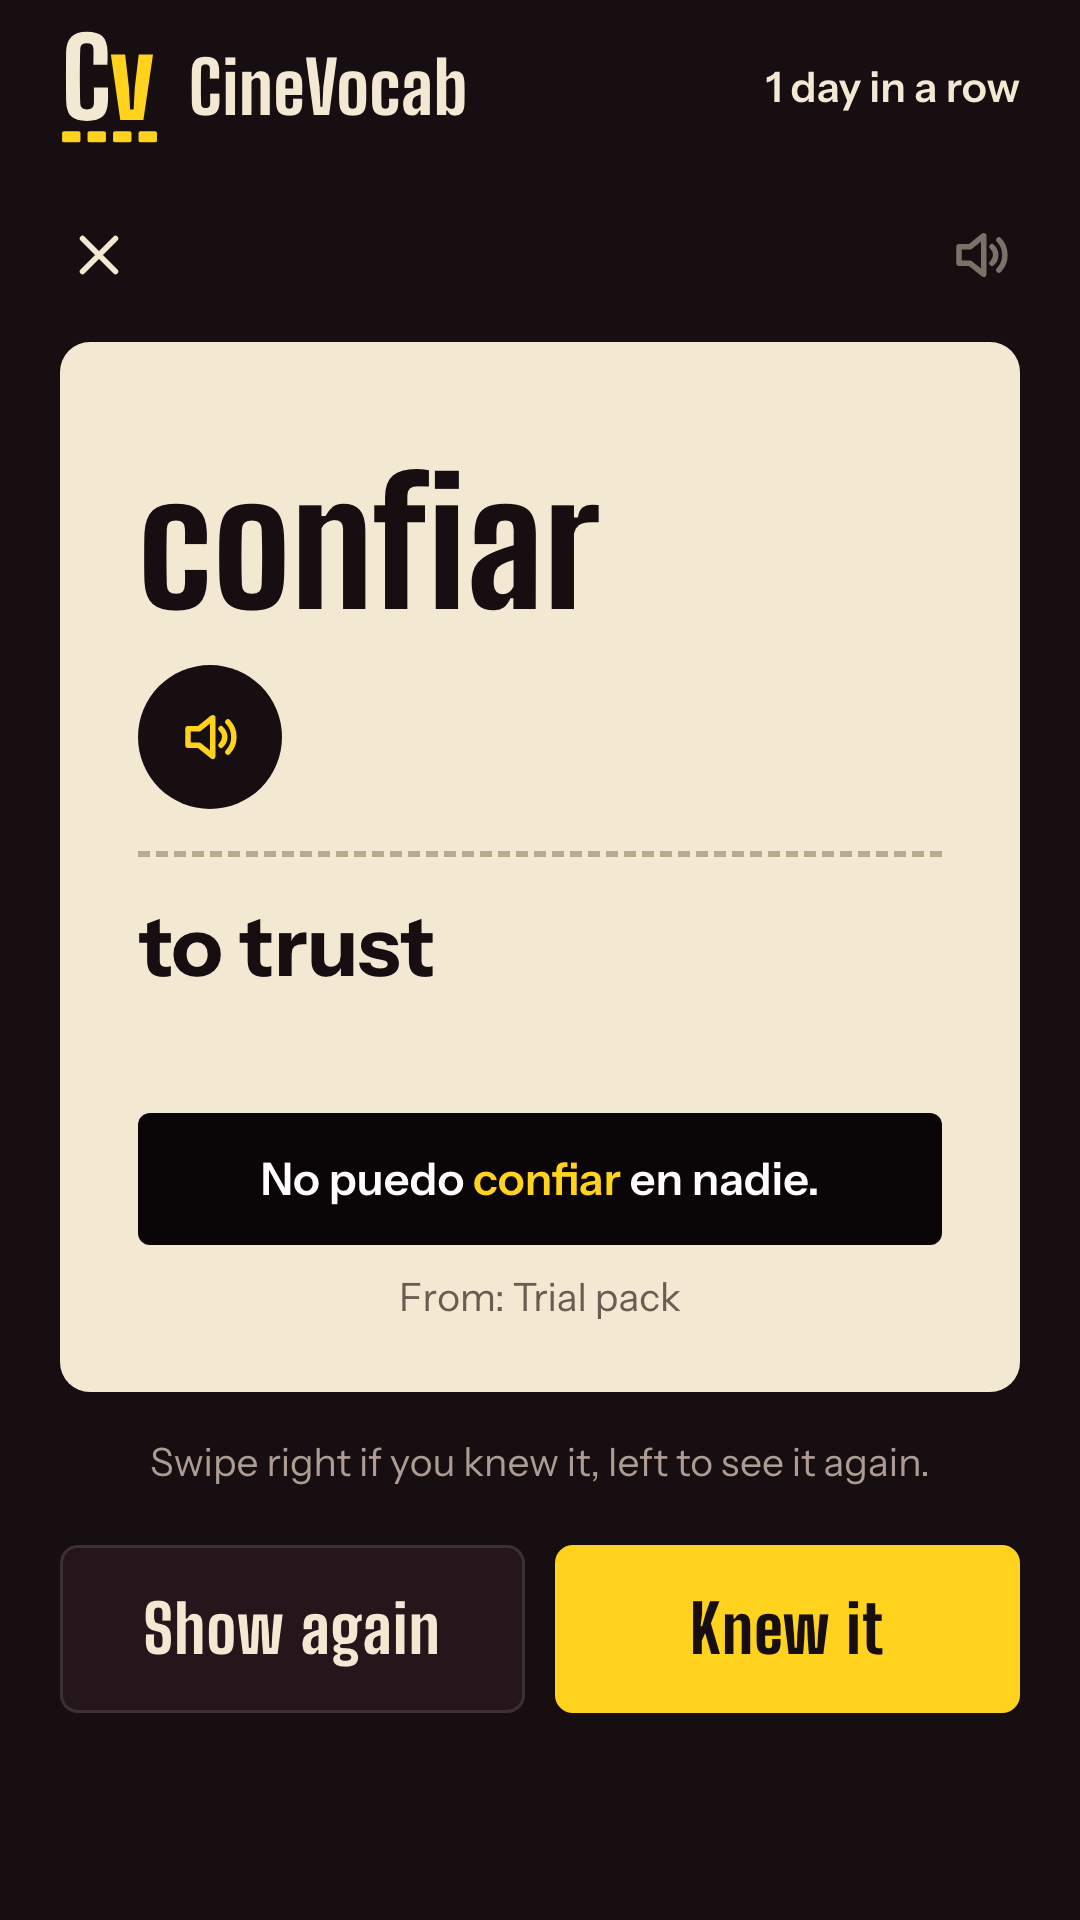 Cv CineVocab
1 day in a row
confiar
to trust
No puedo confiar en nadie.
From: Trial pack
Swipe right if you knew it, left to see it again.
Show again
Knew it